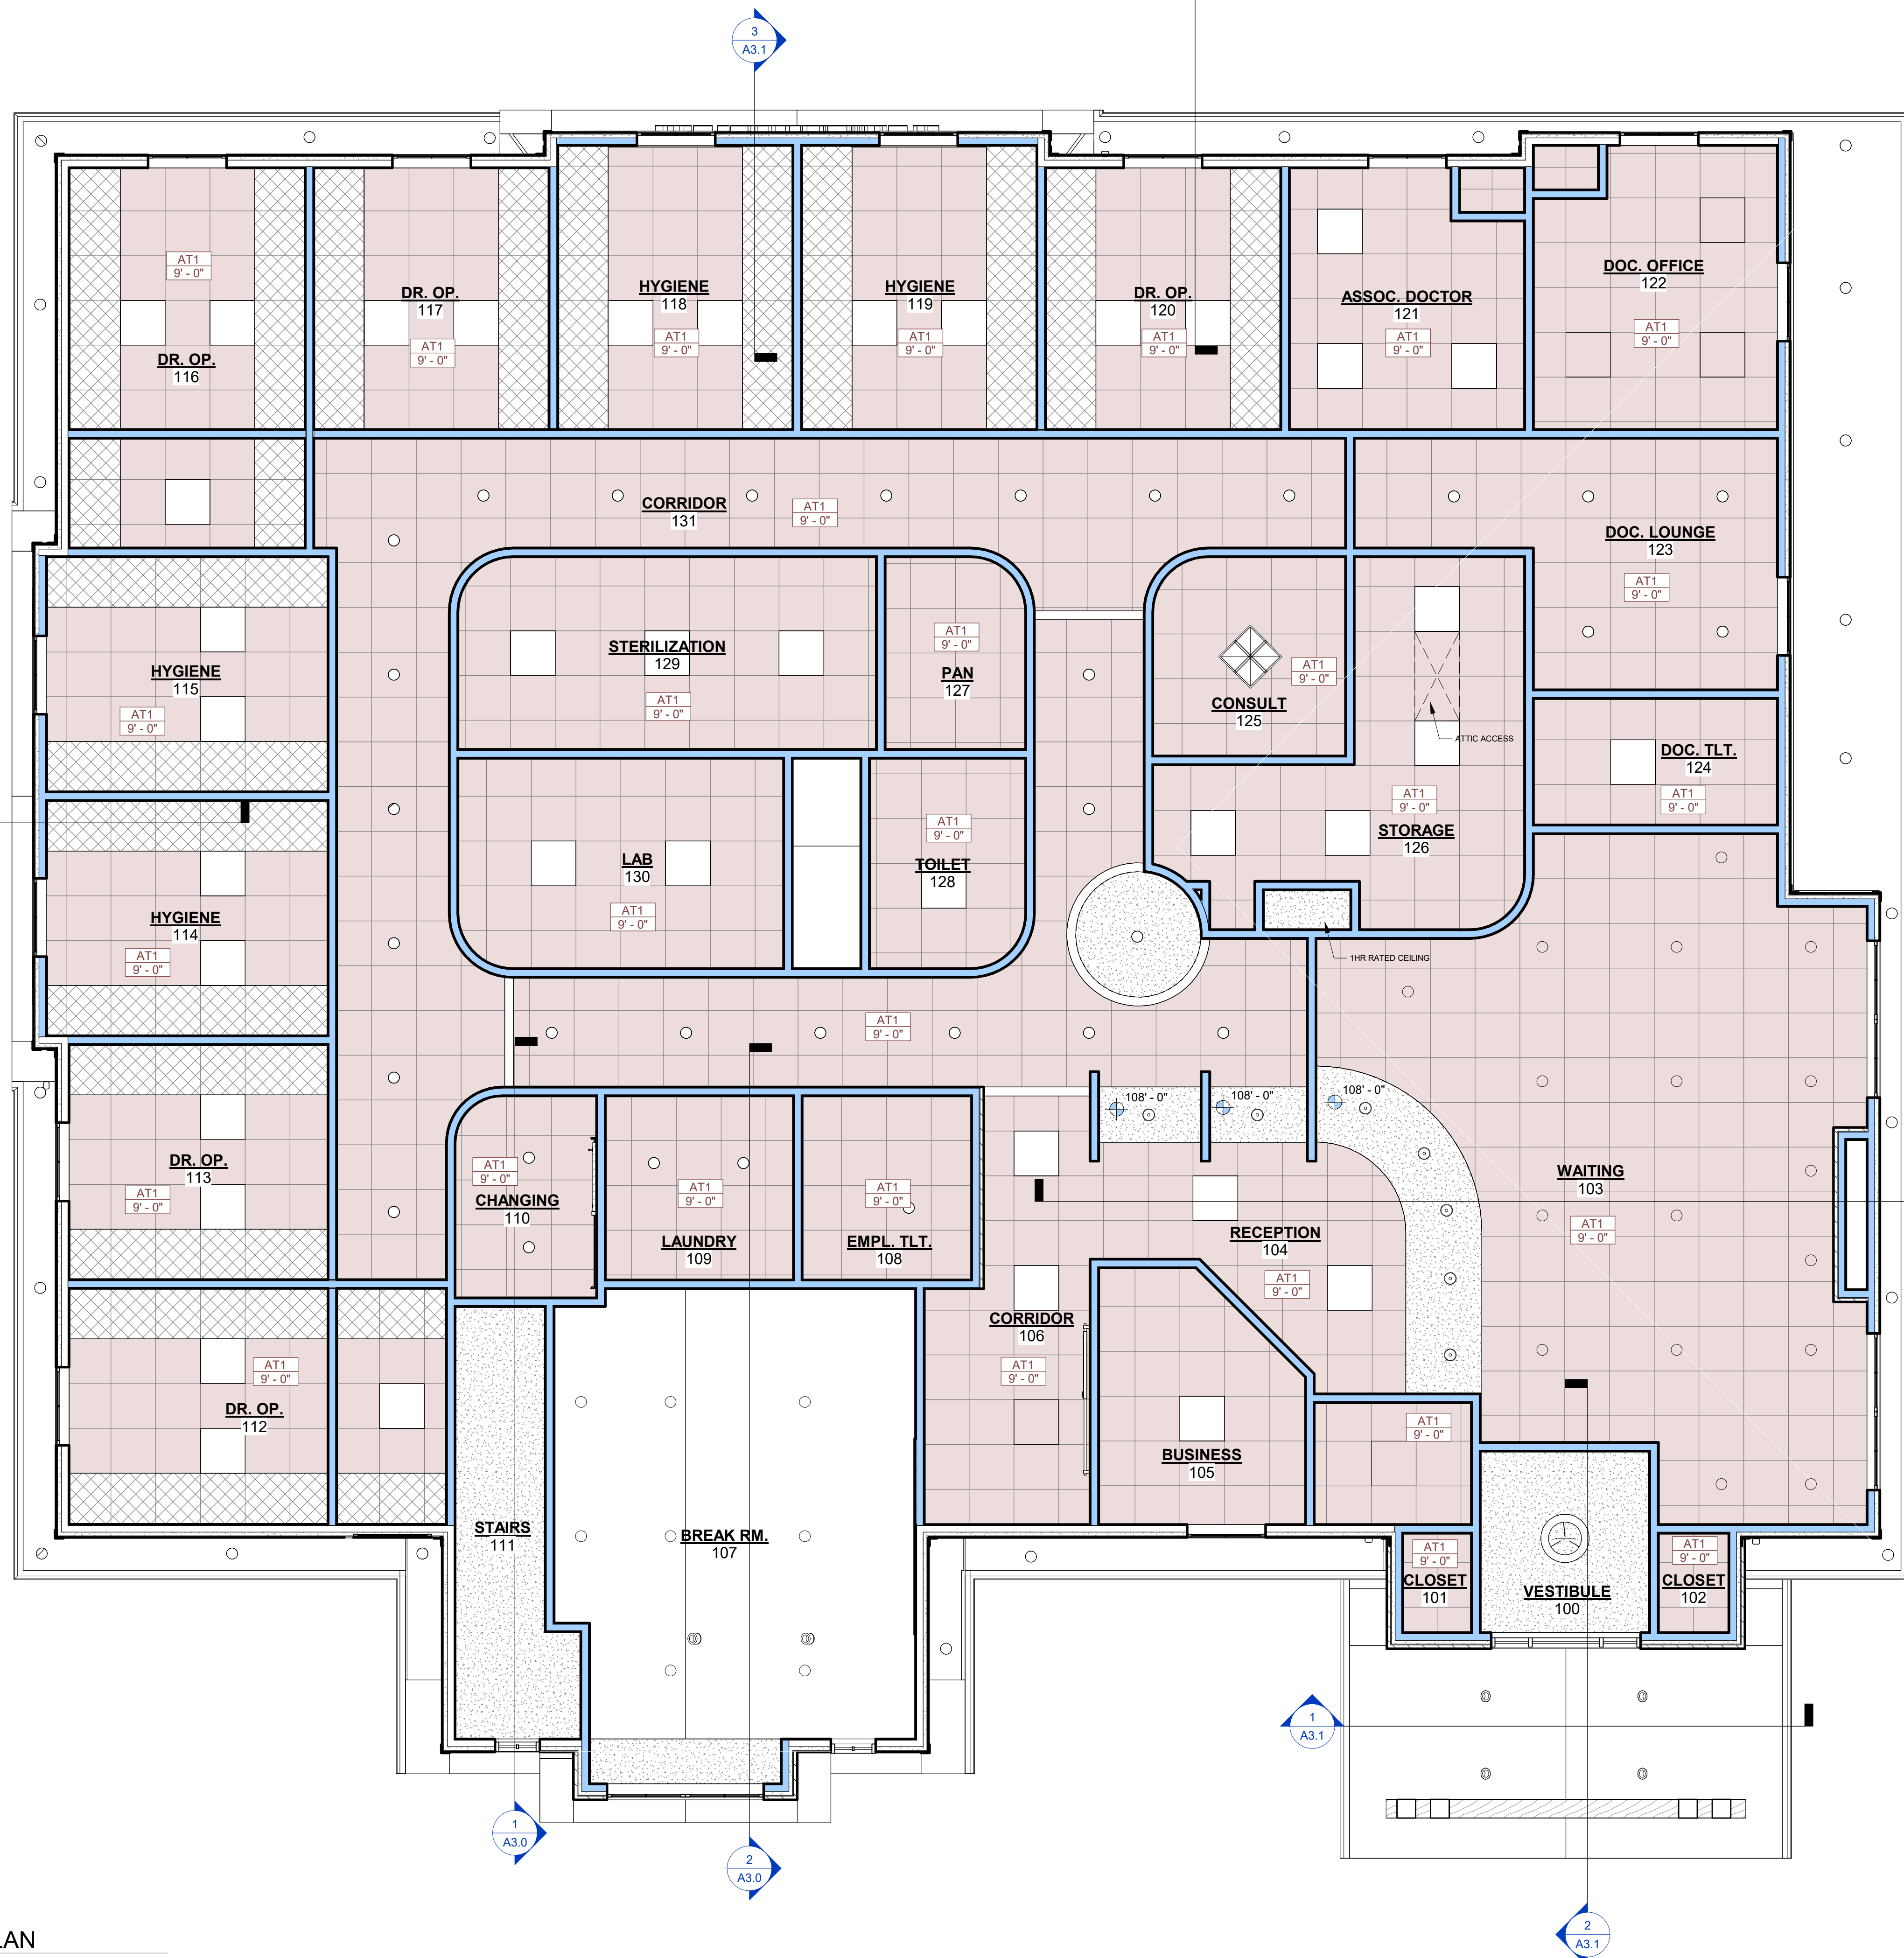 3
A3.1
AT1
9' - 0"
DR. OP.
116
DR. OP.
117
AT1
9' - 0"
HYGIENE
118
AT1
9' - 0"
HYGIENE
119
AT1
9' - 0"
DR. OP.
120
AT1
9' - 0"
ASSOC. DOCTOR
121
AT1
9' - 0"
DOC. OFFICE
122
AT1
9' - 0"
CORRIDOR
131
AT1
9' - 0"
DOC. LOUNGE
123
AT1
9' - 0"
HYGIENE
115
AT1
9' - 0"
STERILIZATION
129
AT1
9' - 0"
AT1
9' - 0"
PAN
127
AT1
9' - 0"
CONSULT
125
ATTIC ACCESS
DOC. TLT.
124
AT1
9' - 0"
AT1
9' - 0"
STORAGE
126
LAB
130
AT1
9' - 0"
AT1
9' - 0"
TOILET
128
HYGIENE
114
AT1
9' - 0"
1HR RATED CEILING
AT1
9' - 0"
108' - 0"
108' - 0"
108' - 0"
DR. OP.
113
AT1
9' - 0"
AT1
9' - 0"
CHANGING
110
AT1
9' - 0"
LAUNDRY
109
AT1
9' - 0"
EMPL. TLT.
108
RECEPTION
104
AT1
9' - 0"
WAITING
103
AT1
9' - 0"
CORRIDOR
106
AT1
9' - 0"
AT1
9' - 0"
DR. OP.
112
BUSINESS
105
AT1
9' - 0"
STAIRS
111
BREAK RM.
107
AT1
9' - 0"
CLOSET
101
VESTIBULE
100
AT1
9' - 0"
CLOSET
102
1
A3.1
1
A3.0
2
A3.0
2
A3.1
LAN